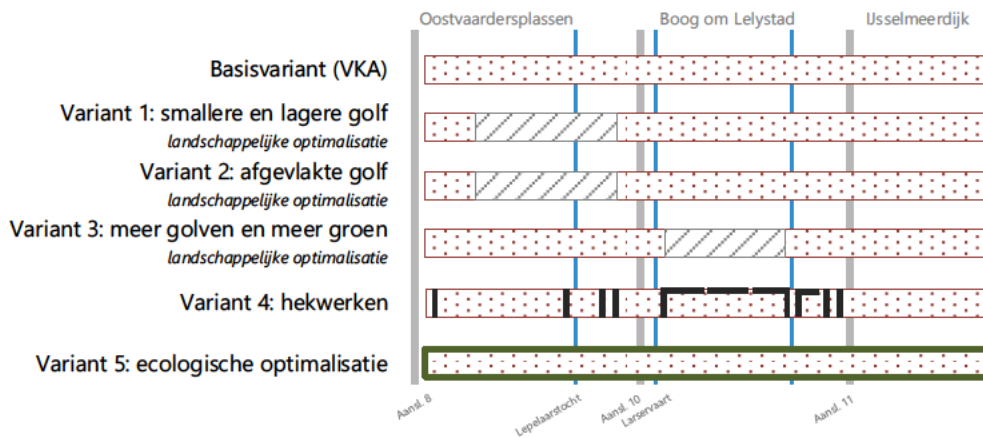 Oostvaardersplassen Boog om Lelystad IJsselmeerdijk
Basisvariant (VKA)
Variant 1: smallere en lagere golf
landschappelijke optimalisatie
Variant 2: afgevlakte golf
landschappelijke optimalisatie
Variant 3: meer golven en meer groen
landschappelijke optimalisatie
Variant 4: hekwerken
Variant 5: ecologische optimalisatie
Aansl. 8
Lepelaarstocht
Aansl. 10
Larservaart
Aansl. 11